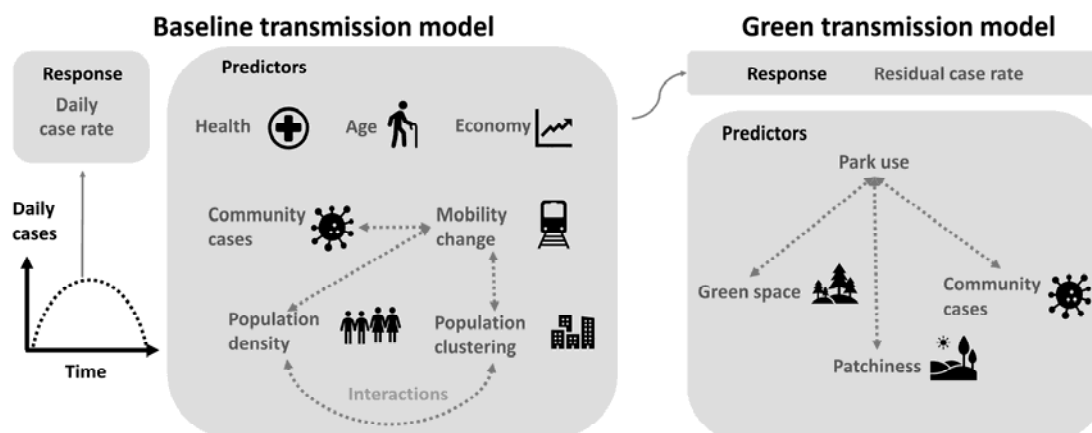 Baseline transmission model
Response
Daily
case rate
Daily
cases
Time
Predictors
Health
Age
Economy
Community
cases
Mobility
change
Population
density
Population
clustering
Interactions
Green transmission model
Response Residual case rate
Predictors
Park use
Green space
Community
cases
Patchiness